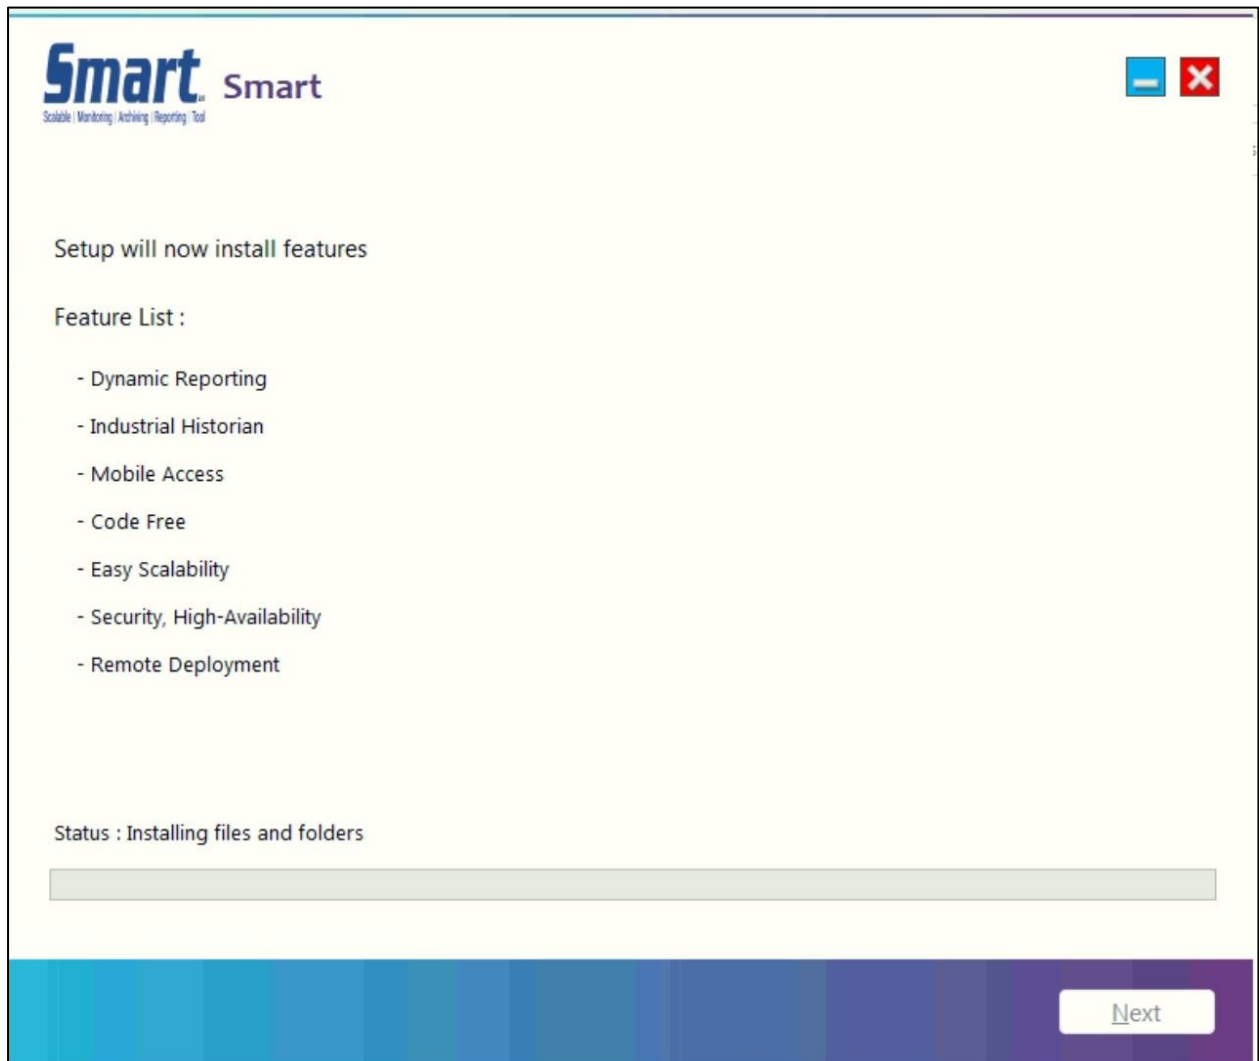 Smart
Smart
Scalable | Monitoring | Archiving | Reporting | Tool
Setup will now install features
Feature List :
- Dynamic Reporting
- Industrial Historian
- Mobile Access
- Code Free
- Easy Scalability
- Security, High-Availability
- Remote Deployment
Status : Installing files and folders
Next